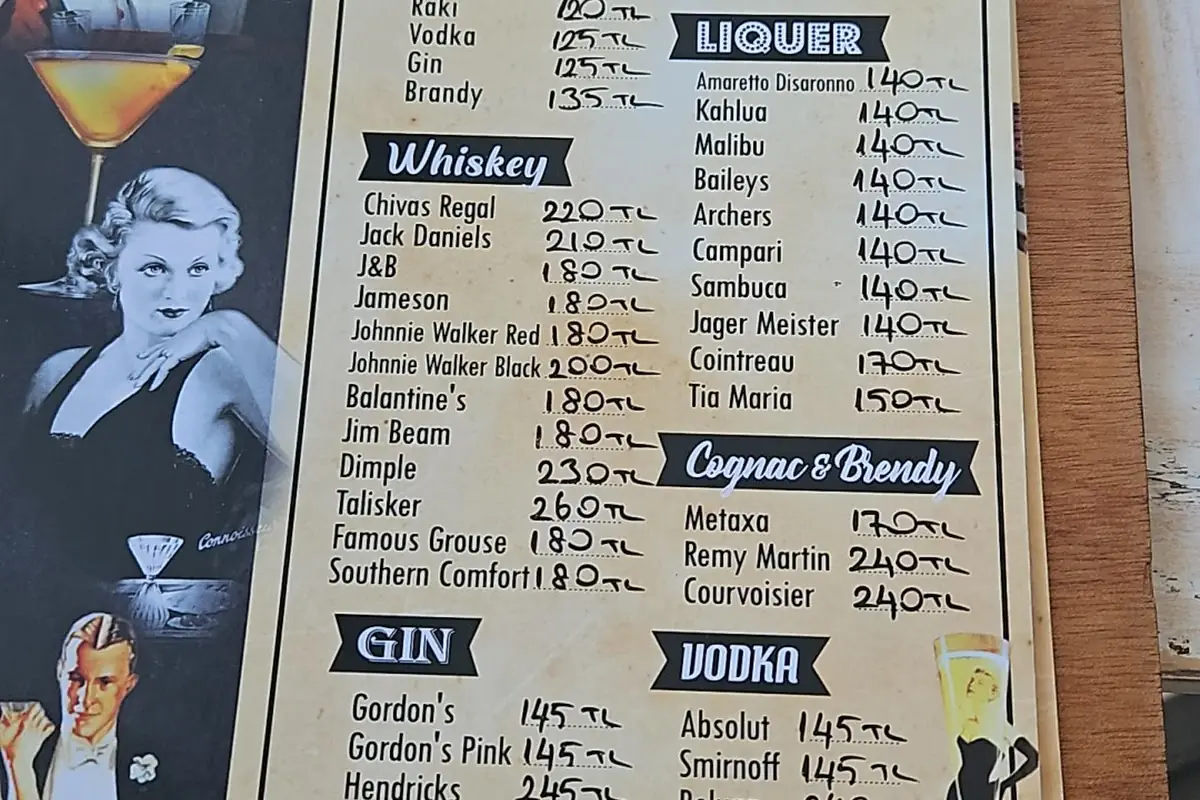 Raki 120 TL
Vodka 125 TL
Gin 125 TL
Brandy 135 TL
Whiskey
Chivas Regal 220 TL
Jack Daniels 210 TL
J&B 180 TL
Jameson 180 TL
Johnnie Walker Red 180 TL
Johnnie Walker Black 200 TL
Balantine's 180 TL
Jim Beam 180 TL
Dimple 230 TL
Talisker 260 TL
Famous Grouse 180 TL
Southern Comfort 180 TL
GIN
Gordon's 145 TL
Gordon's Pink 145 TL
Hendricks 245 TL
LIQUER
Amaretto Disaronno 140 TL
Kahlua 140 TL
Malibu 140 TL
Baileys 140 TL
Archers 140 TL
Campari 140 TL
Sambuca 140 TL
Jager Meister 140 TL
Cointreau 170 TL
Tia Maria 150 TL
Cognac & Brendy
Metaxa 170 TL
Remy Martin 240 TL
Courvoisier 240 TL
VODKA
Absolut 145 TL
Smirnoff 145 TL